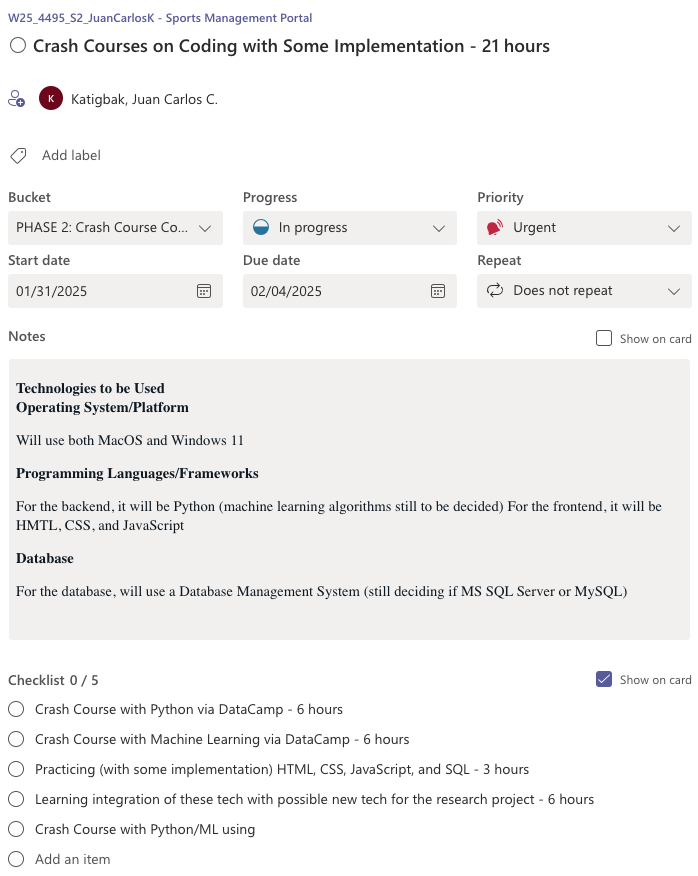 W25_4495_S2_JuanCarlosK - Sports Management Portal
Crash Courses on Coding with Some Implementation - 21 hours
K Katigbak, Juan Carlos C.
Add label
Bucket Progress Priority
PHASE 2: Crash Course Co... In progress Urgent
Start date Due date Repeat
01/31/2025 02/04/2025 Does not repeat
Notes Show on card
Technologies to be Used
Operating System/Platform
Will use both MacOS and Windows 11
Programming Languages/Frameworks
For the backend, it will be Python (machine learning algorithms still to be decided) For the frontend, it will be
HMTL, CSS, and JavaScript
Database
For the database, will use a Database Management System (still deciding if MS SQL Server or MySQL)
Checklist 0 / 5 Show on card
Crash Course with Python via DataCamp - 6 hours
Crash Course with Machine Learning via DataCamp - 6 hours
Practicing (with some implementation) HTML, CSS, JavaScript, and SQL - 3 hours
Learning integration of these tech with possible new tech for the research project - 6 hours
Crash Course with Python/ML using
Add an item